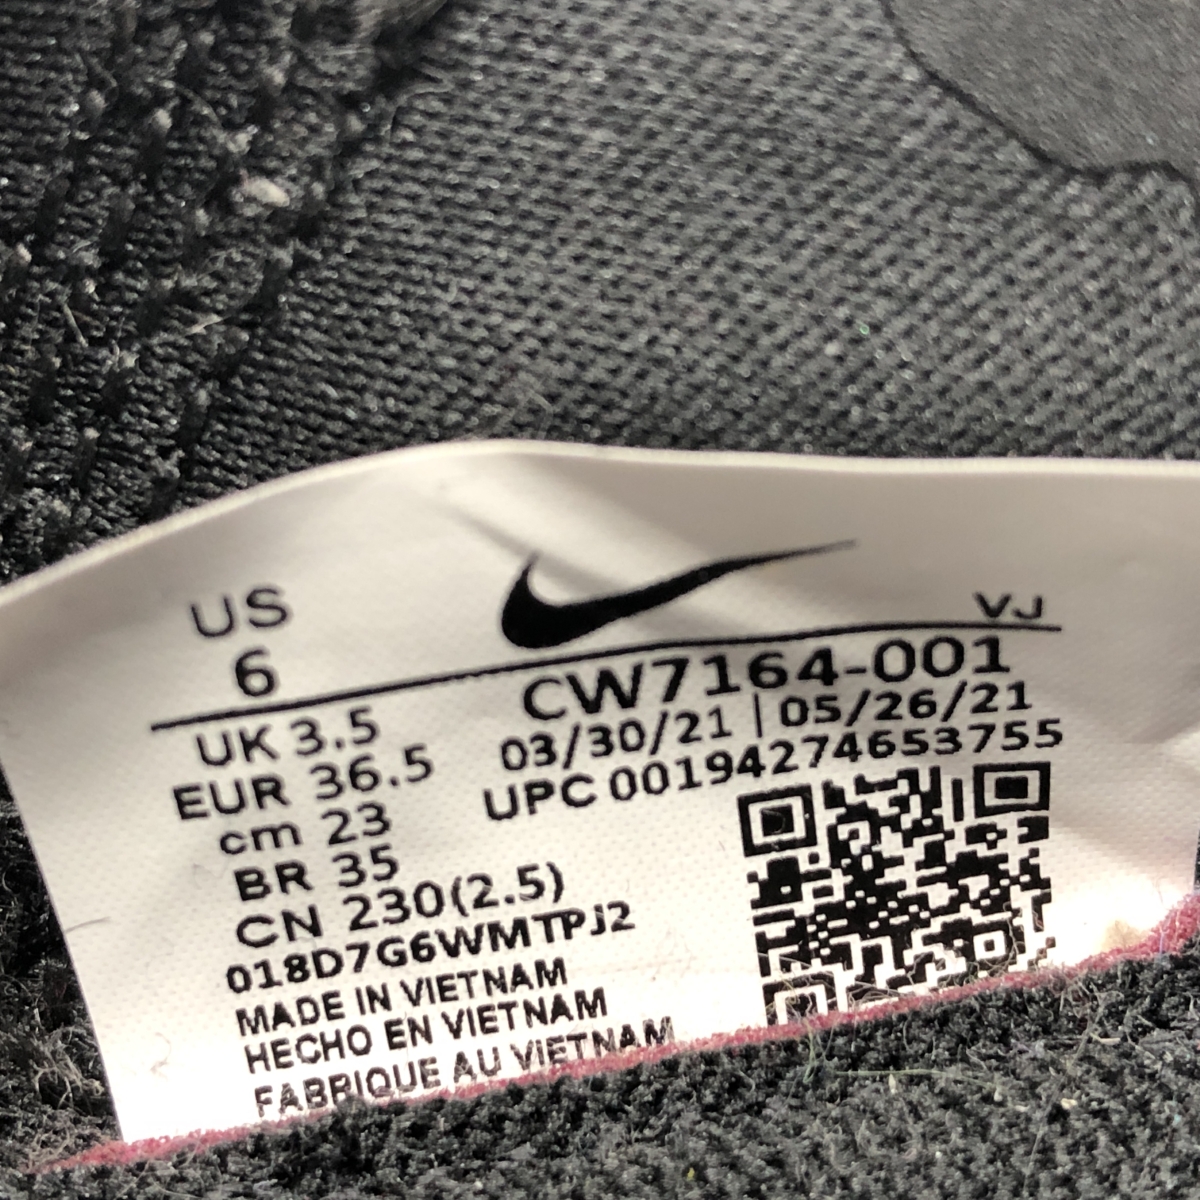 US
6
VJ
CW7164-001
03/30/21 | 05/26/21
UPC 00194274653755
UK 3.5
EUR 36.5
cm 23
BR 35
CN 230(2.5)
018D7G6WMTPJ2
MADE IN VIETNAM
HECHO EN VIETNAM
FABRIQUE AU VIETNAM